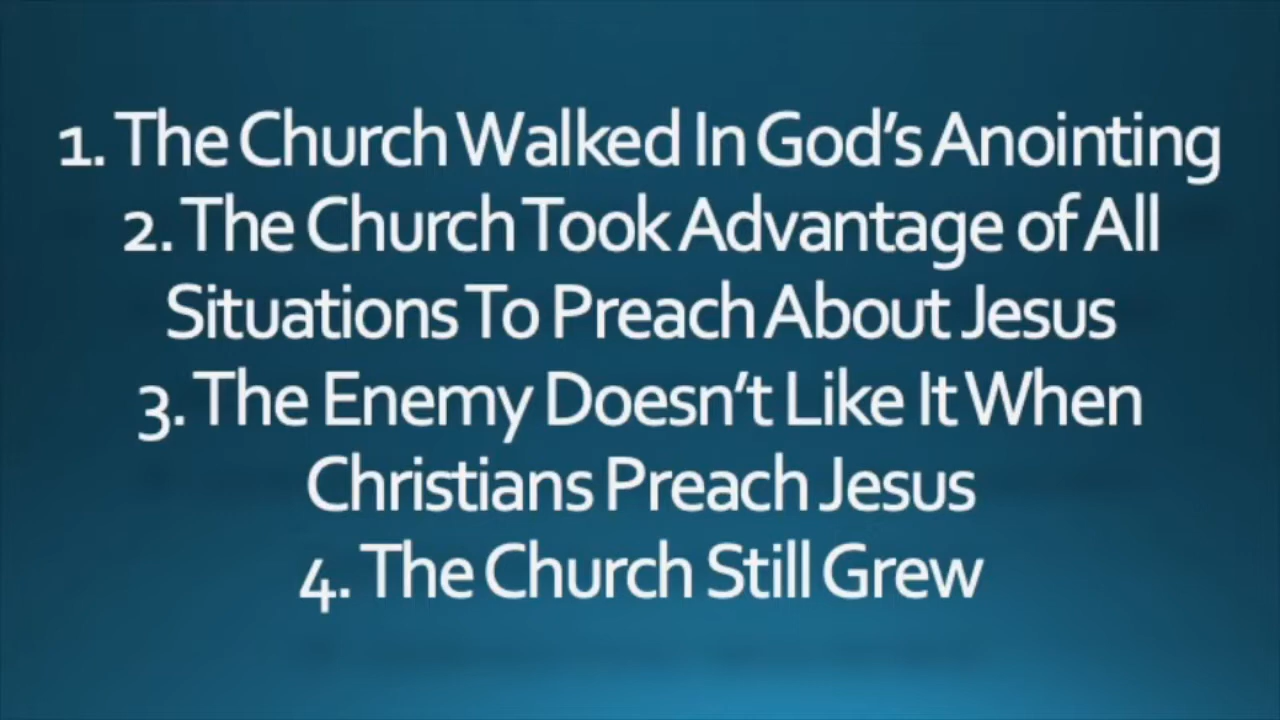 1. The Church Walked In God's Anointing
2. The Church Took Advantage of All
Situations To Preach About Jesus
3. The Enemy Doesn't Like It When
Christians Preach Jesus
4. The Church Still Grew